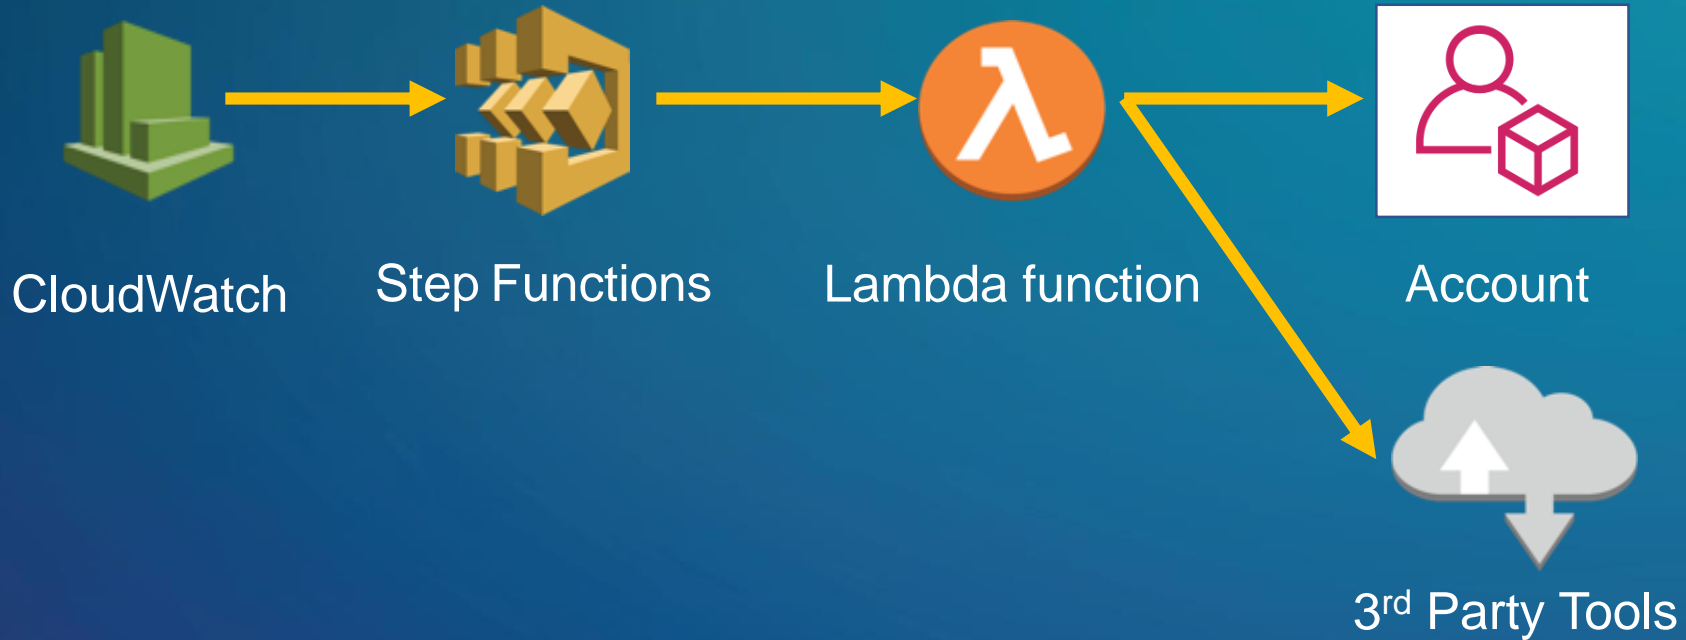 CloudWatch
Step Functions
Lambda function
Account
3rd Party Tools